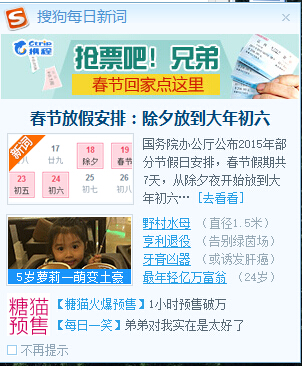 搜狗每日新词
Ctrip 携程
抢票吧！兄弟
春节回家点这里
春节放假安排：除夕放到大年初六
新词
17 18 19
廿九 除夕 春节
23 24 25
初五 初六 初七 初八
国务院办公厅公布2015年部
分节假日安排，春节假期共
7天，从除夕夜开始放到大
年初六… [去看看]
5岁萝莉一萌变土豪
野村水母 （直径1.5米）
亨利退役 （告别绿茵场）
牙膏凶器 （或诱发肝癌）
最年轻亿万富翁 （24岁）
糖猫
预售
【糖猫火爆预售】1小时预售破万
【每日一笑】弟弟对我实在是太好了
不再提示